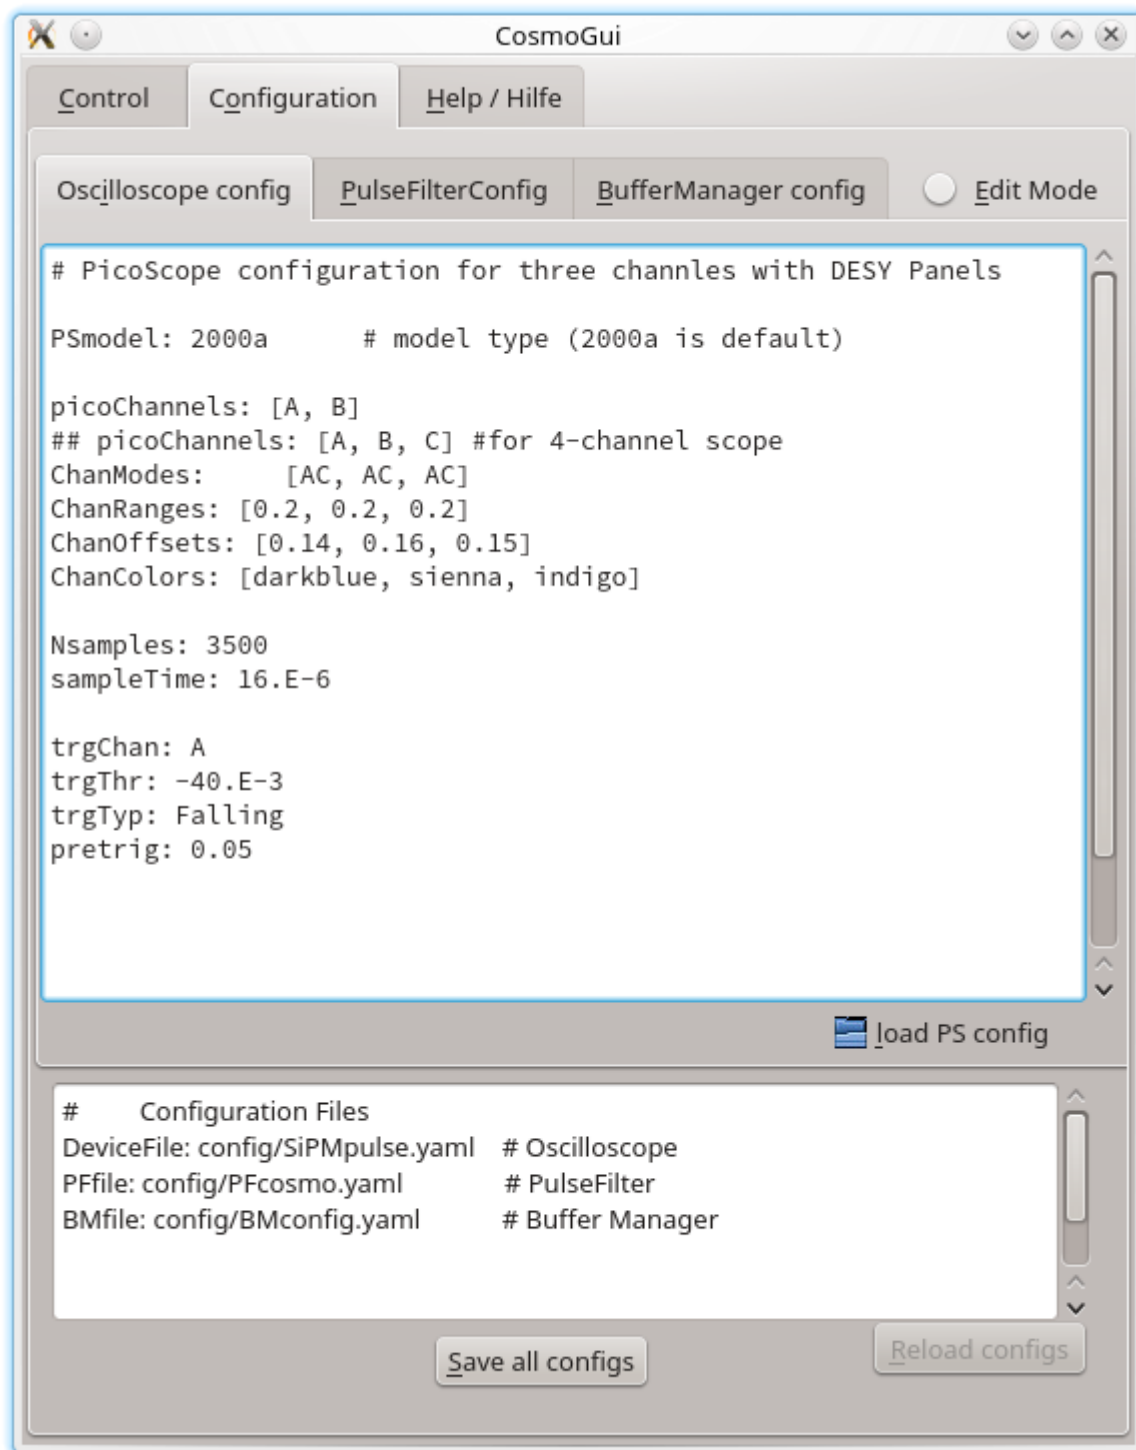 CosmoGui
Control Configuration Help / Hilfe
Oscilloscope config PulseFilterConfig BufferManager config Edit Mode
# PicoScope configuration for three channles with DESY Panels
PSmodel: 2000a # model type (2000a is default)
picoChannels: [A, B]
## picoChannels: [A, B, C] #for 4-channel scope
ChanModes: [AC, AC, AC]
ChanRanges: [0.2, 0.2, 0.2]
ChanOffsets: [0.14, 0.16, 0.15]
ChanColors: [darkblue, sienna, indigo]
Nsamples: 3500
sampleTime: 16.E-6
trgChan: A
trgThr: -40.E-3
trgTyp: Falling
pretrig: 0.05
load PS config
# Configuration Files
DeviceFile: config/SiPMpulse.yaml # Oscilloscope
PFfile: config/PFcosmo.yaml # PulseFilter
BMfile: config/BMconfig.yaml # Buffer Manager
Save all configs Reload configs